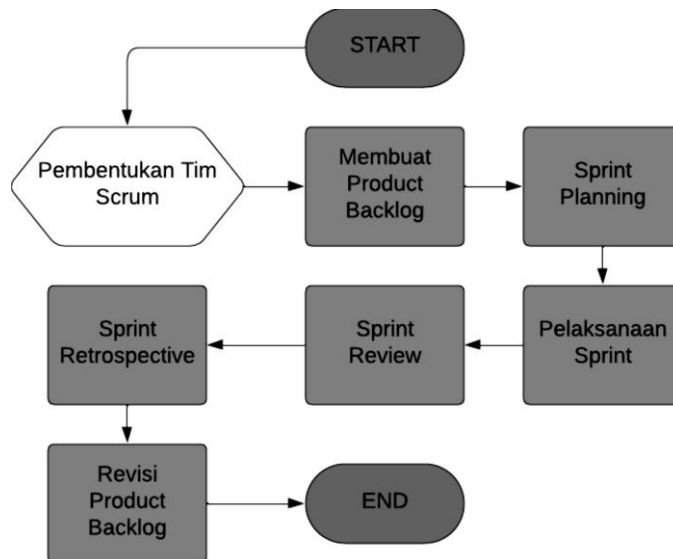 START
Pembentukan Tim
Scrum
Membuat
Product
Backlog
Sprint
Planning
Pelaksanaan
Sprint
Sprint
Review
Sprint
Retrospective
Revisi
Product
Backlog
END